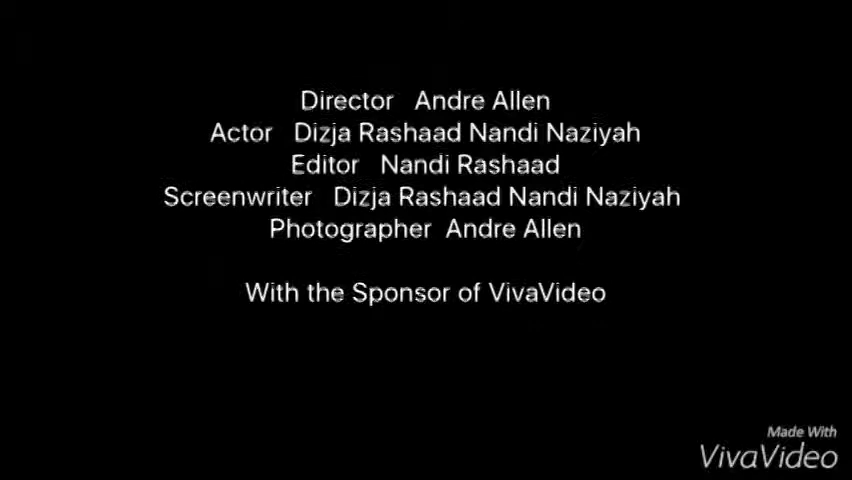 Director Andre Allen
Actor Dizja Rashaad Nandi Naziyah
Editor Nandi Rashaad
Screenwriter Dizja Rashaad Nandi Naziyah
Photographer Andre Allen
With the Sponsor of VivaVideo
Made With
VivaVideo